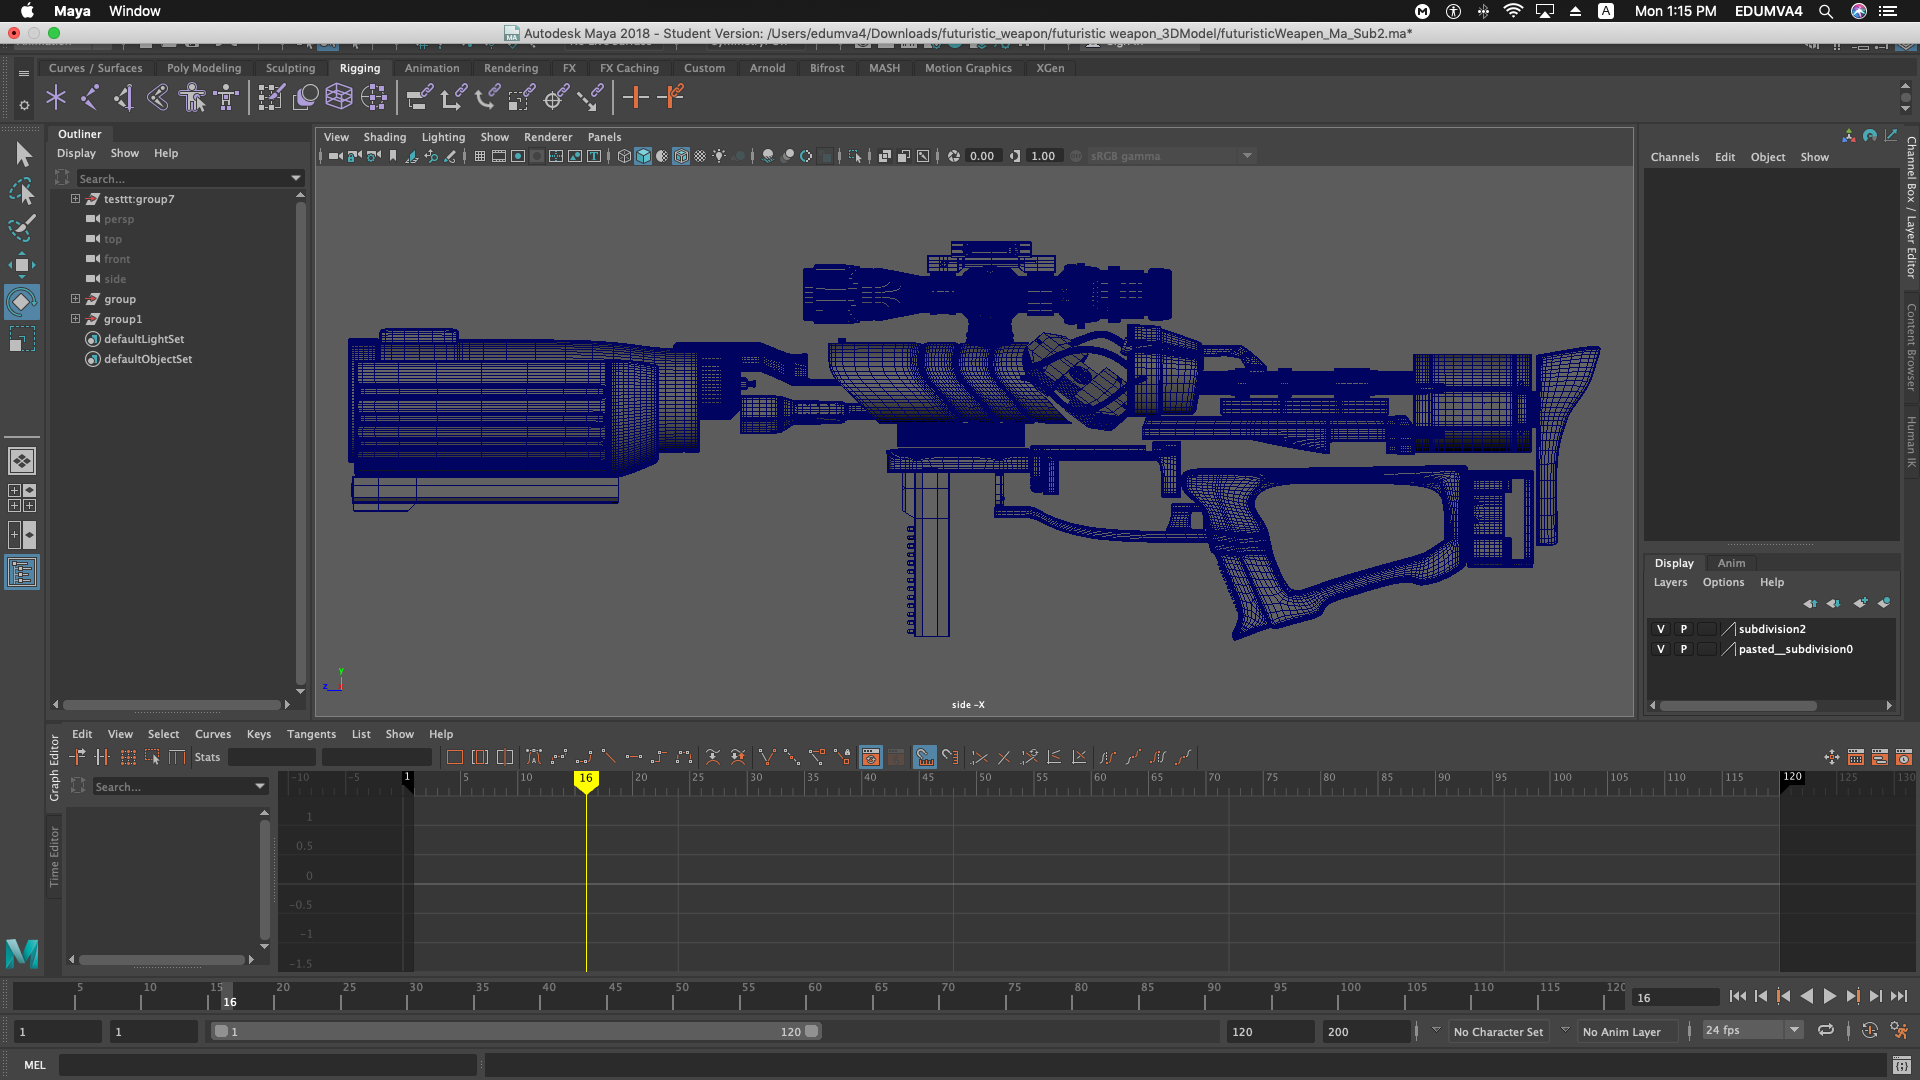 Maya Window
A Mon 1:15 PM EDUMVA4
Autodesk Maya 2018 - Student Version: /Users/edumva4/Downloads/futuristic_weapon/futuristic weapon_3DModel/futuristicWeapen_Ma_Sub2.ma*
Curves / Surfaces Poly Modeling Sculpting Rigging Animation Rendering FX FX Caching Custom Arnold Bifrost MASH Motion Graphics XGen
Outliner
Display Show Help
Search...
testtt:group7
persp
top
front
side
group
group1
defaultLightSet
defaultObjectSet
View Shading Lighting Show Renderer Panels
0.00 1.00 sRGB gamma
y
z
side -X
Channels Edit Object Show
Channel Box / Layer Editor
Content Browser
Human IK
Display Anim
Layers Options Help
V P subdivision2
V P pasted__subdivision0
Graph Editor
Time Editor
Edit View Select Curves Keys Tangents List Show Help
Stats
Search...
-10 -5 1 5 10 16 20 25 30 35 40 45 50 55 60 65 70 75 80 85 90 95 100 105 110 115 120 125 130
1
0.5
0
-0.5
-1
-1.5
5 10 15 16 20 25 30 35 40 45 50 55 60 65 70 75 80 85 90 95 100 105 110 115 120
16
1 1 1 120 120 200 No Character Set No Anim Layer 24 fps
MEL